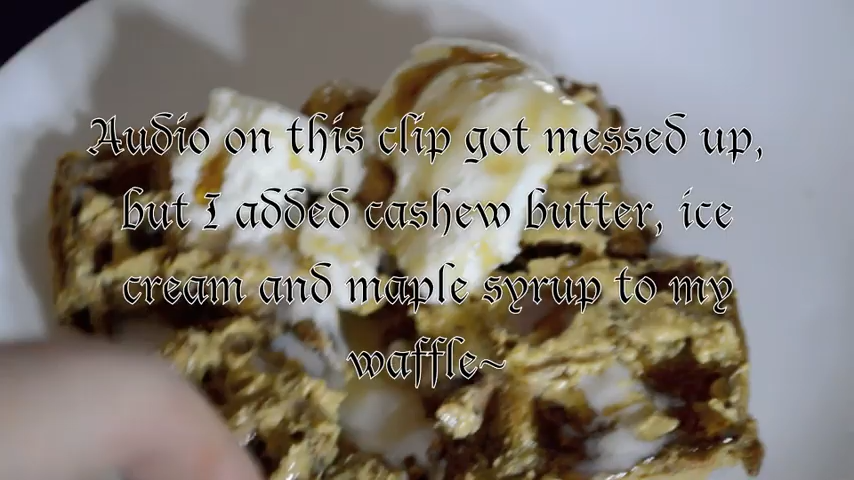 Audio on this clip got messed up,
but I added cashew butter, ice
cream and maple syrup to my
waffle~